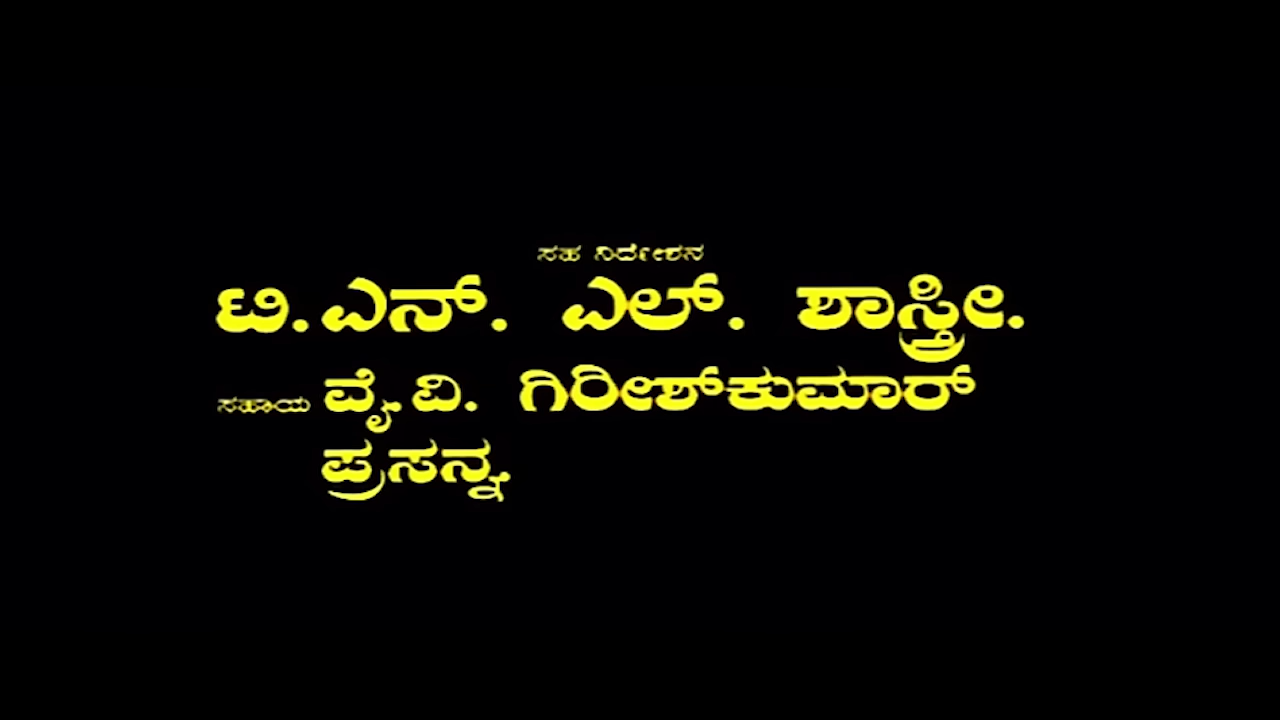 ಸಹ ನಿರ್ದೇಶನ
ಟಿ. ಎನ್. ಎಲ್. ಶಾಸ್ತ್ರೀ.
ಸಹಾಯ ವೈ. ವಿ. ಗಿರೀಶ್‌ಕುಮಾರ್
ಪ್ರಸನ್ನ